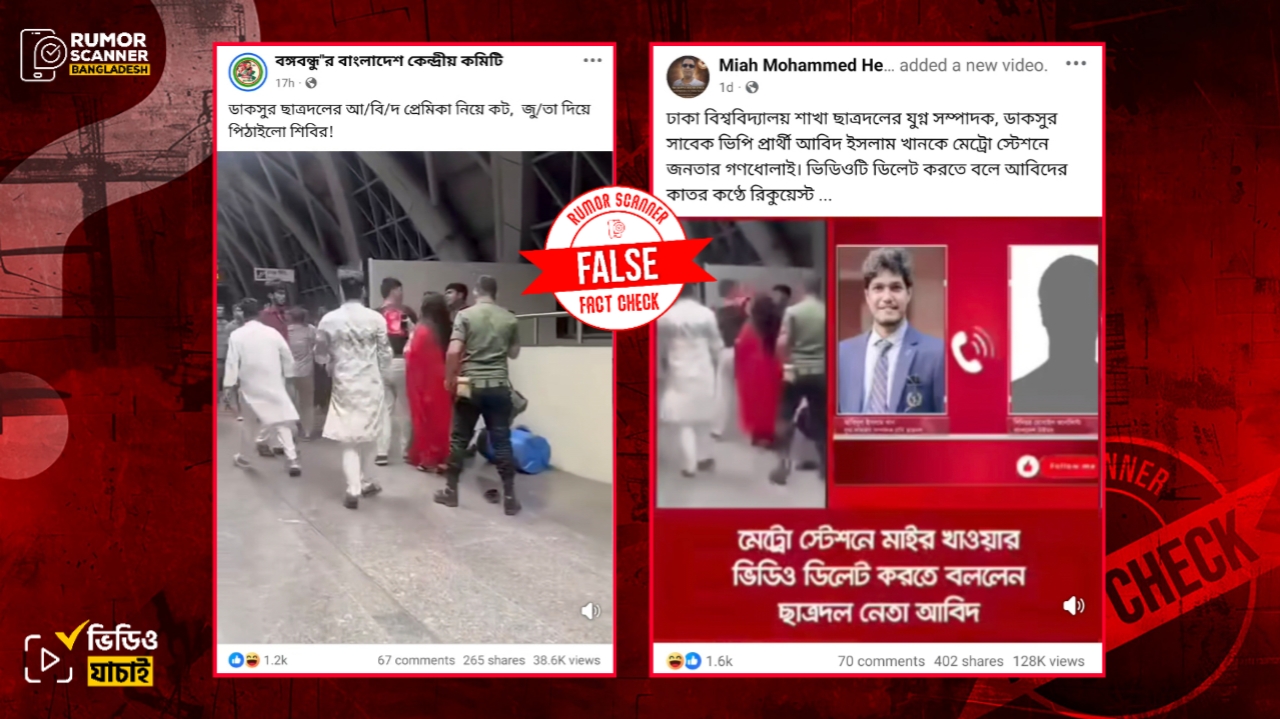 RUMOR
SCANNER
BANGLADESH
বঙ্গবন্ধু"র বাংলাদেশ কেন্দ্রীয় কমিটি
17h
ডাকসুর ছাত্রদলের আ/বি/দ প্রেমিকা নিয়ে কট, জু/তা দিয়ে
পিঠাইলো শিবির!
1.2k
67 comments 265 shares 38.6K views
Miah Mohammed He... added a new video.
1d
ঢাকা বিশ্ববিদ্যালয় শাখা ছাত্রদলের যুগ্ন সম্পাদক, ডাকসুর
সাবেক ভিপি প্রার্থী আবিদ ইসলাম খানকে মেট্রো স্টেশনে
জনতার গণধোলাই। ভিডিওটি ডিলেট করতে বলে আবিদের
কাতর কণ্ঠে রিকুয়েস্ট ...
Follow me
মেট্রো স্টেশনে মাইর খাওয়ার
ভিডিও ডিলেট করতে বললেন
ছাত্রদল নেতা আবিদ
1.6k
70 comments 402 shares 128K views
RUMOR SCANNER
FALSE
FACT CHECK
NNER
CHECK
ভিডিও
যাচাই